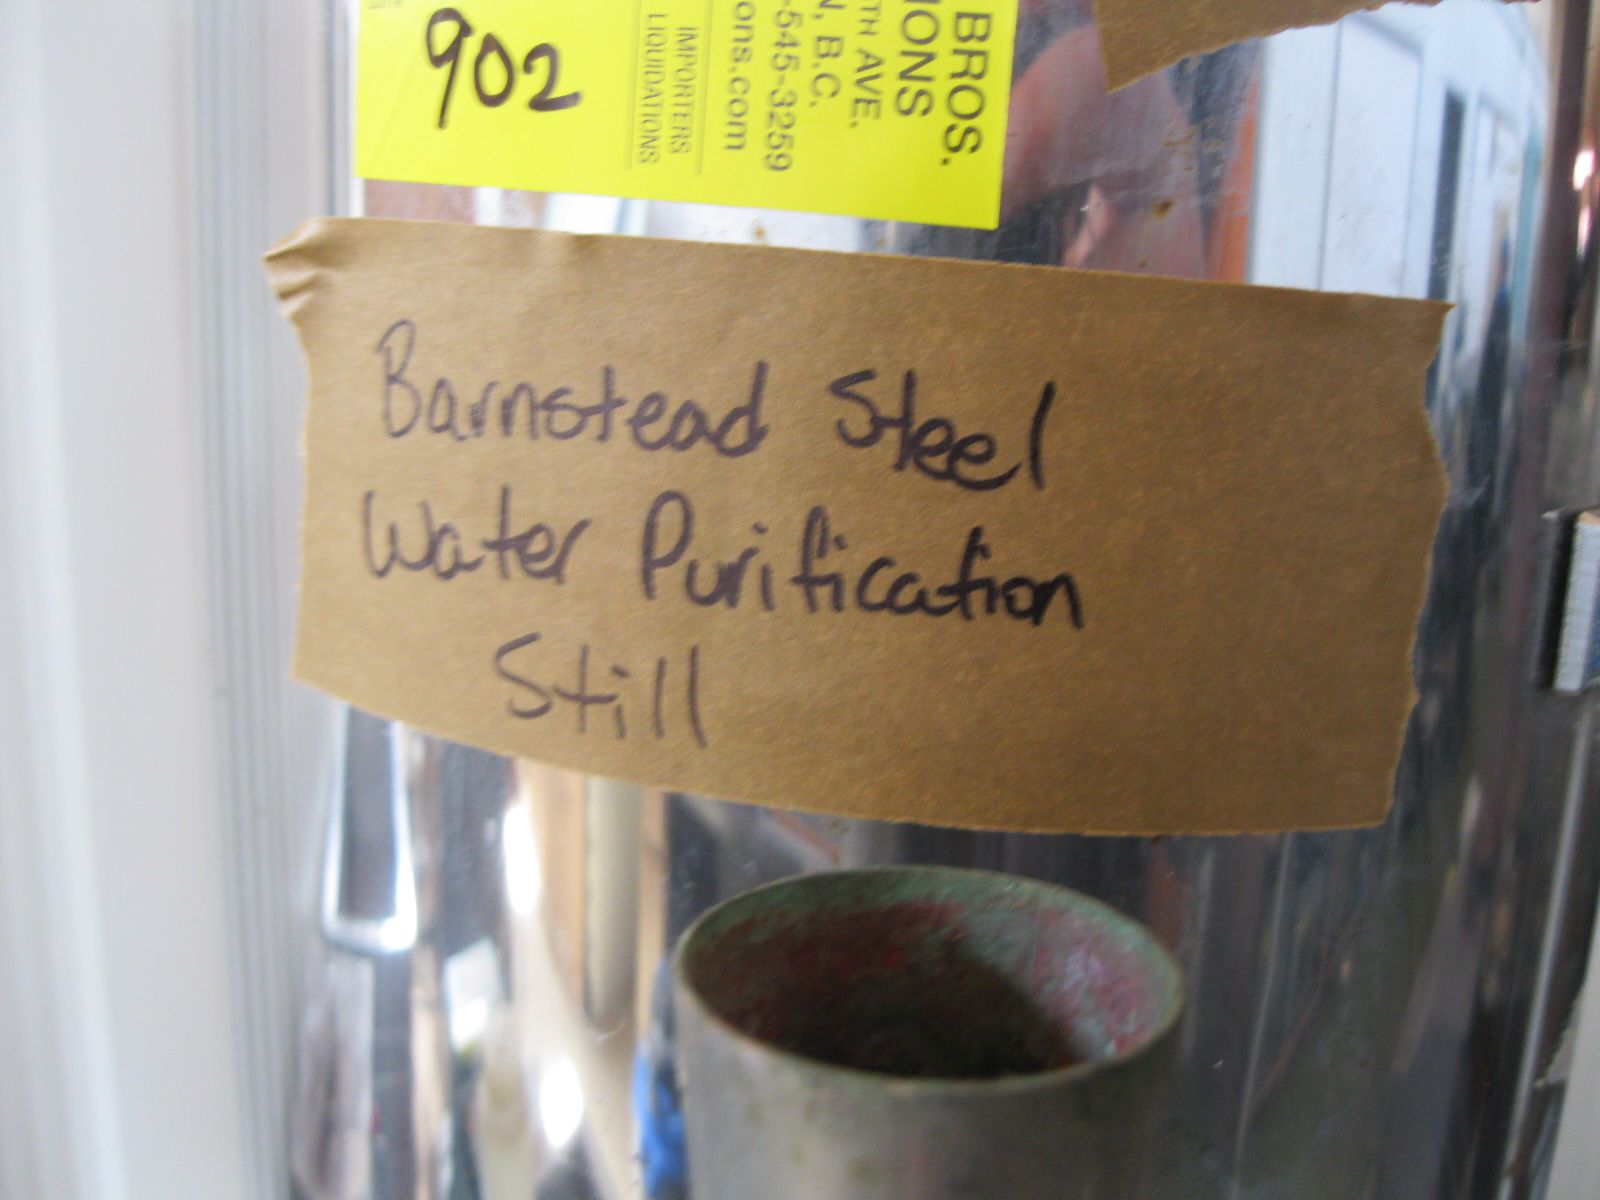 902
BROS.
IONS
TH AVE.
N, B.C.
-545-3259
ons.com
IMPORTERS
LIQUIDATIONS
Barnstead Steel
Water Purification
Still